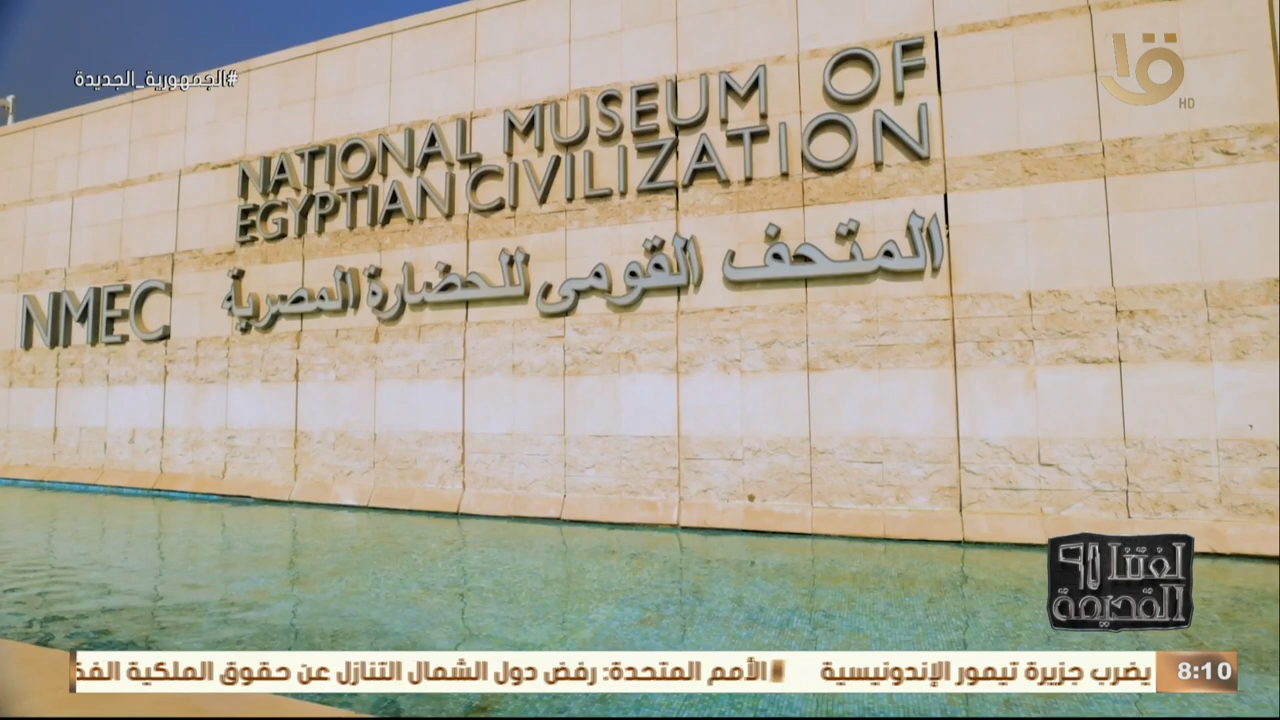 #الجمهورية_الجديدة
HD
NATIONAL MUSEUM OF
EGYPTIAN CIVILIZATION
المتحف القومى للحضارة المصرية
NMEC
لغتنا
القديمة
8:10
يضرب جزيرة تيمور الإندونيسية
الأمم المتحدة: رفض دول الشمال التنازل عن حقوق الملكية